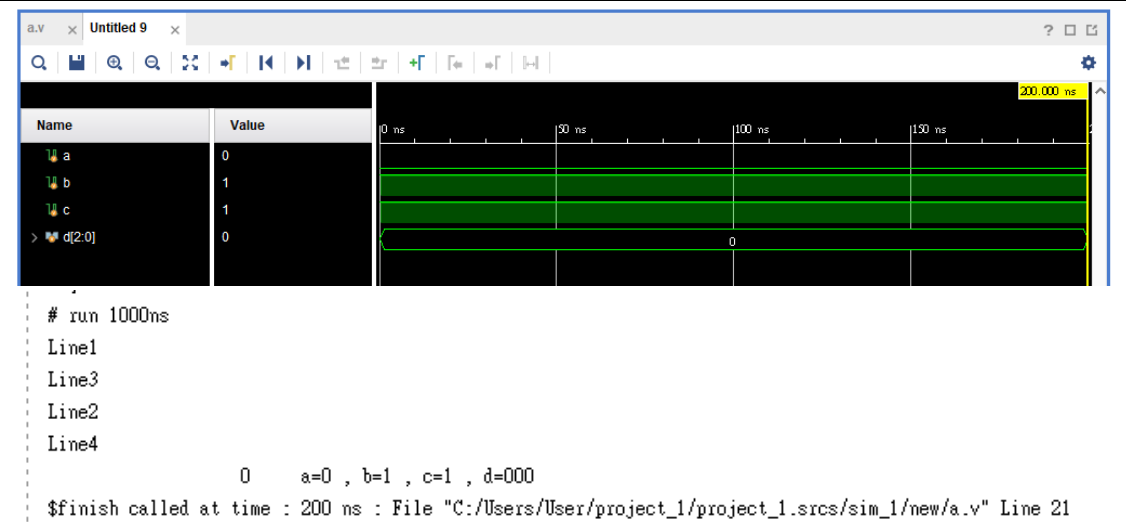 a.v × Untitled 9 × ?
200.000 ns
Name Value 0 ns 50 ns 100 ns 150 ns
a 0
b 1
c 1
d[2:0] 0 0
# run 1000ns
Line1
Line3
Line2
Line4
0 a=0 , b=1 , c=1 , d=000
$finish called at time : 200 ns : File "C:/Users/User/project_1/project_1.srcs/sim_1/new/a.v" Line 21